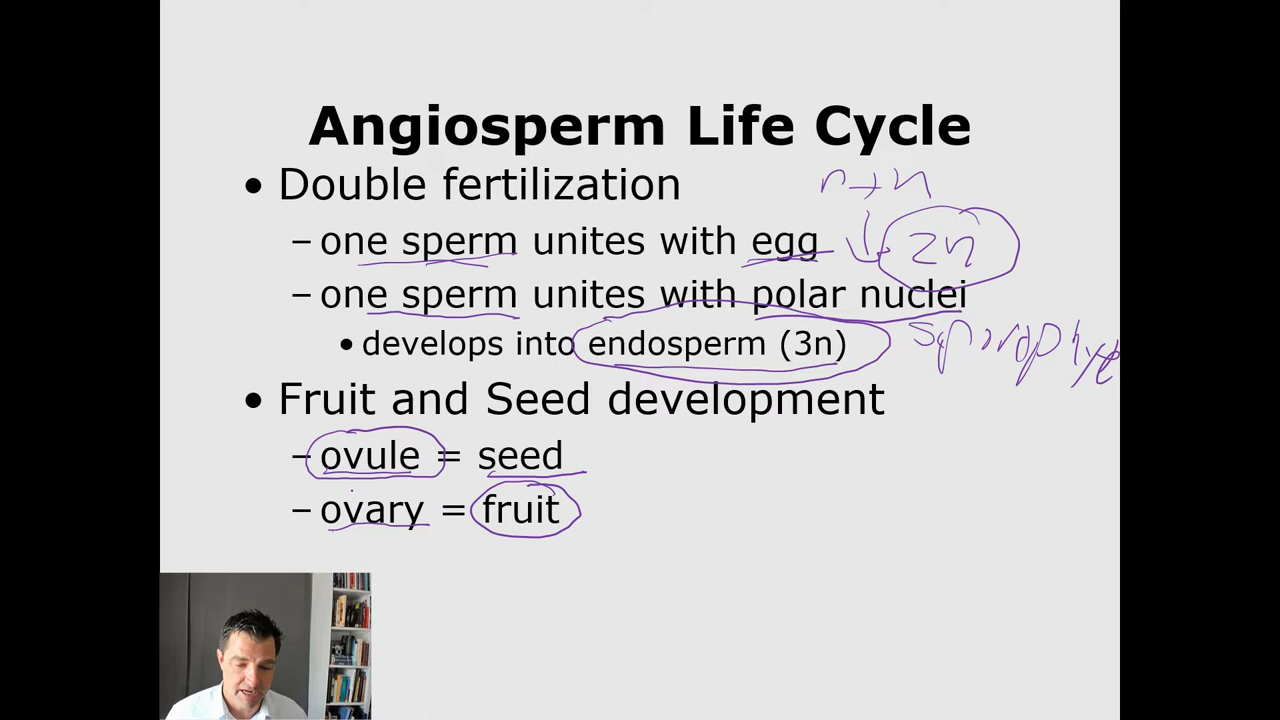 Angiosperm Life Cycle
• Double fertilization
n + n
– one sperm unites with egg
2n
– one sperm unites with polar nuclei
• develops into endosperm (3n)
sporophyte
• Fruit and Seed development
– ovule = seed
– ovary = fruit